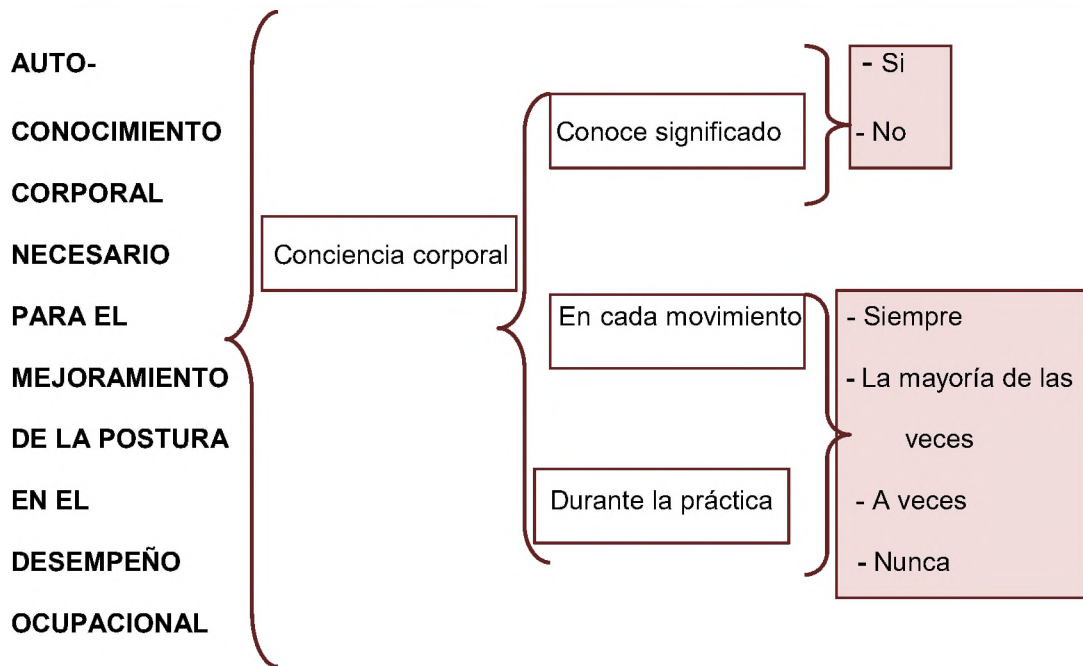 AUTO-
CONOCIMIENTO
CORPORAL
NECESARIO
PARA EL
MEJORAMIENTO
DE LA POSTURA
EN EL
DESEMPEÑO
OCUPACIONAL
Conciencia corporal
Conoce significado
- Si
- No
En cada movimiento
Durante la práctica
- Siempre
- La mayoría de las
veces
- A veces
- Nunca